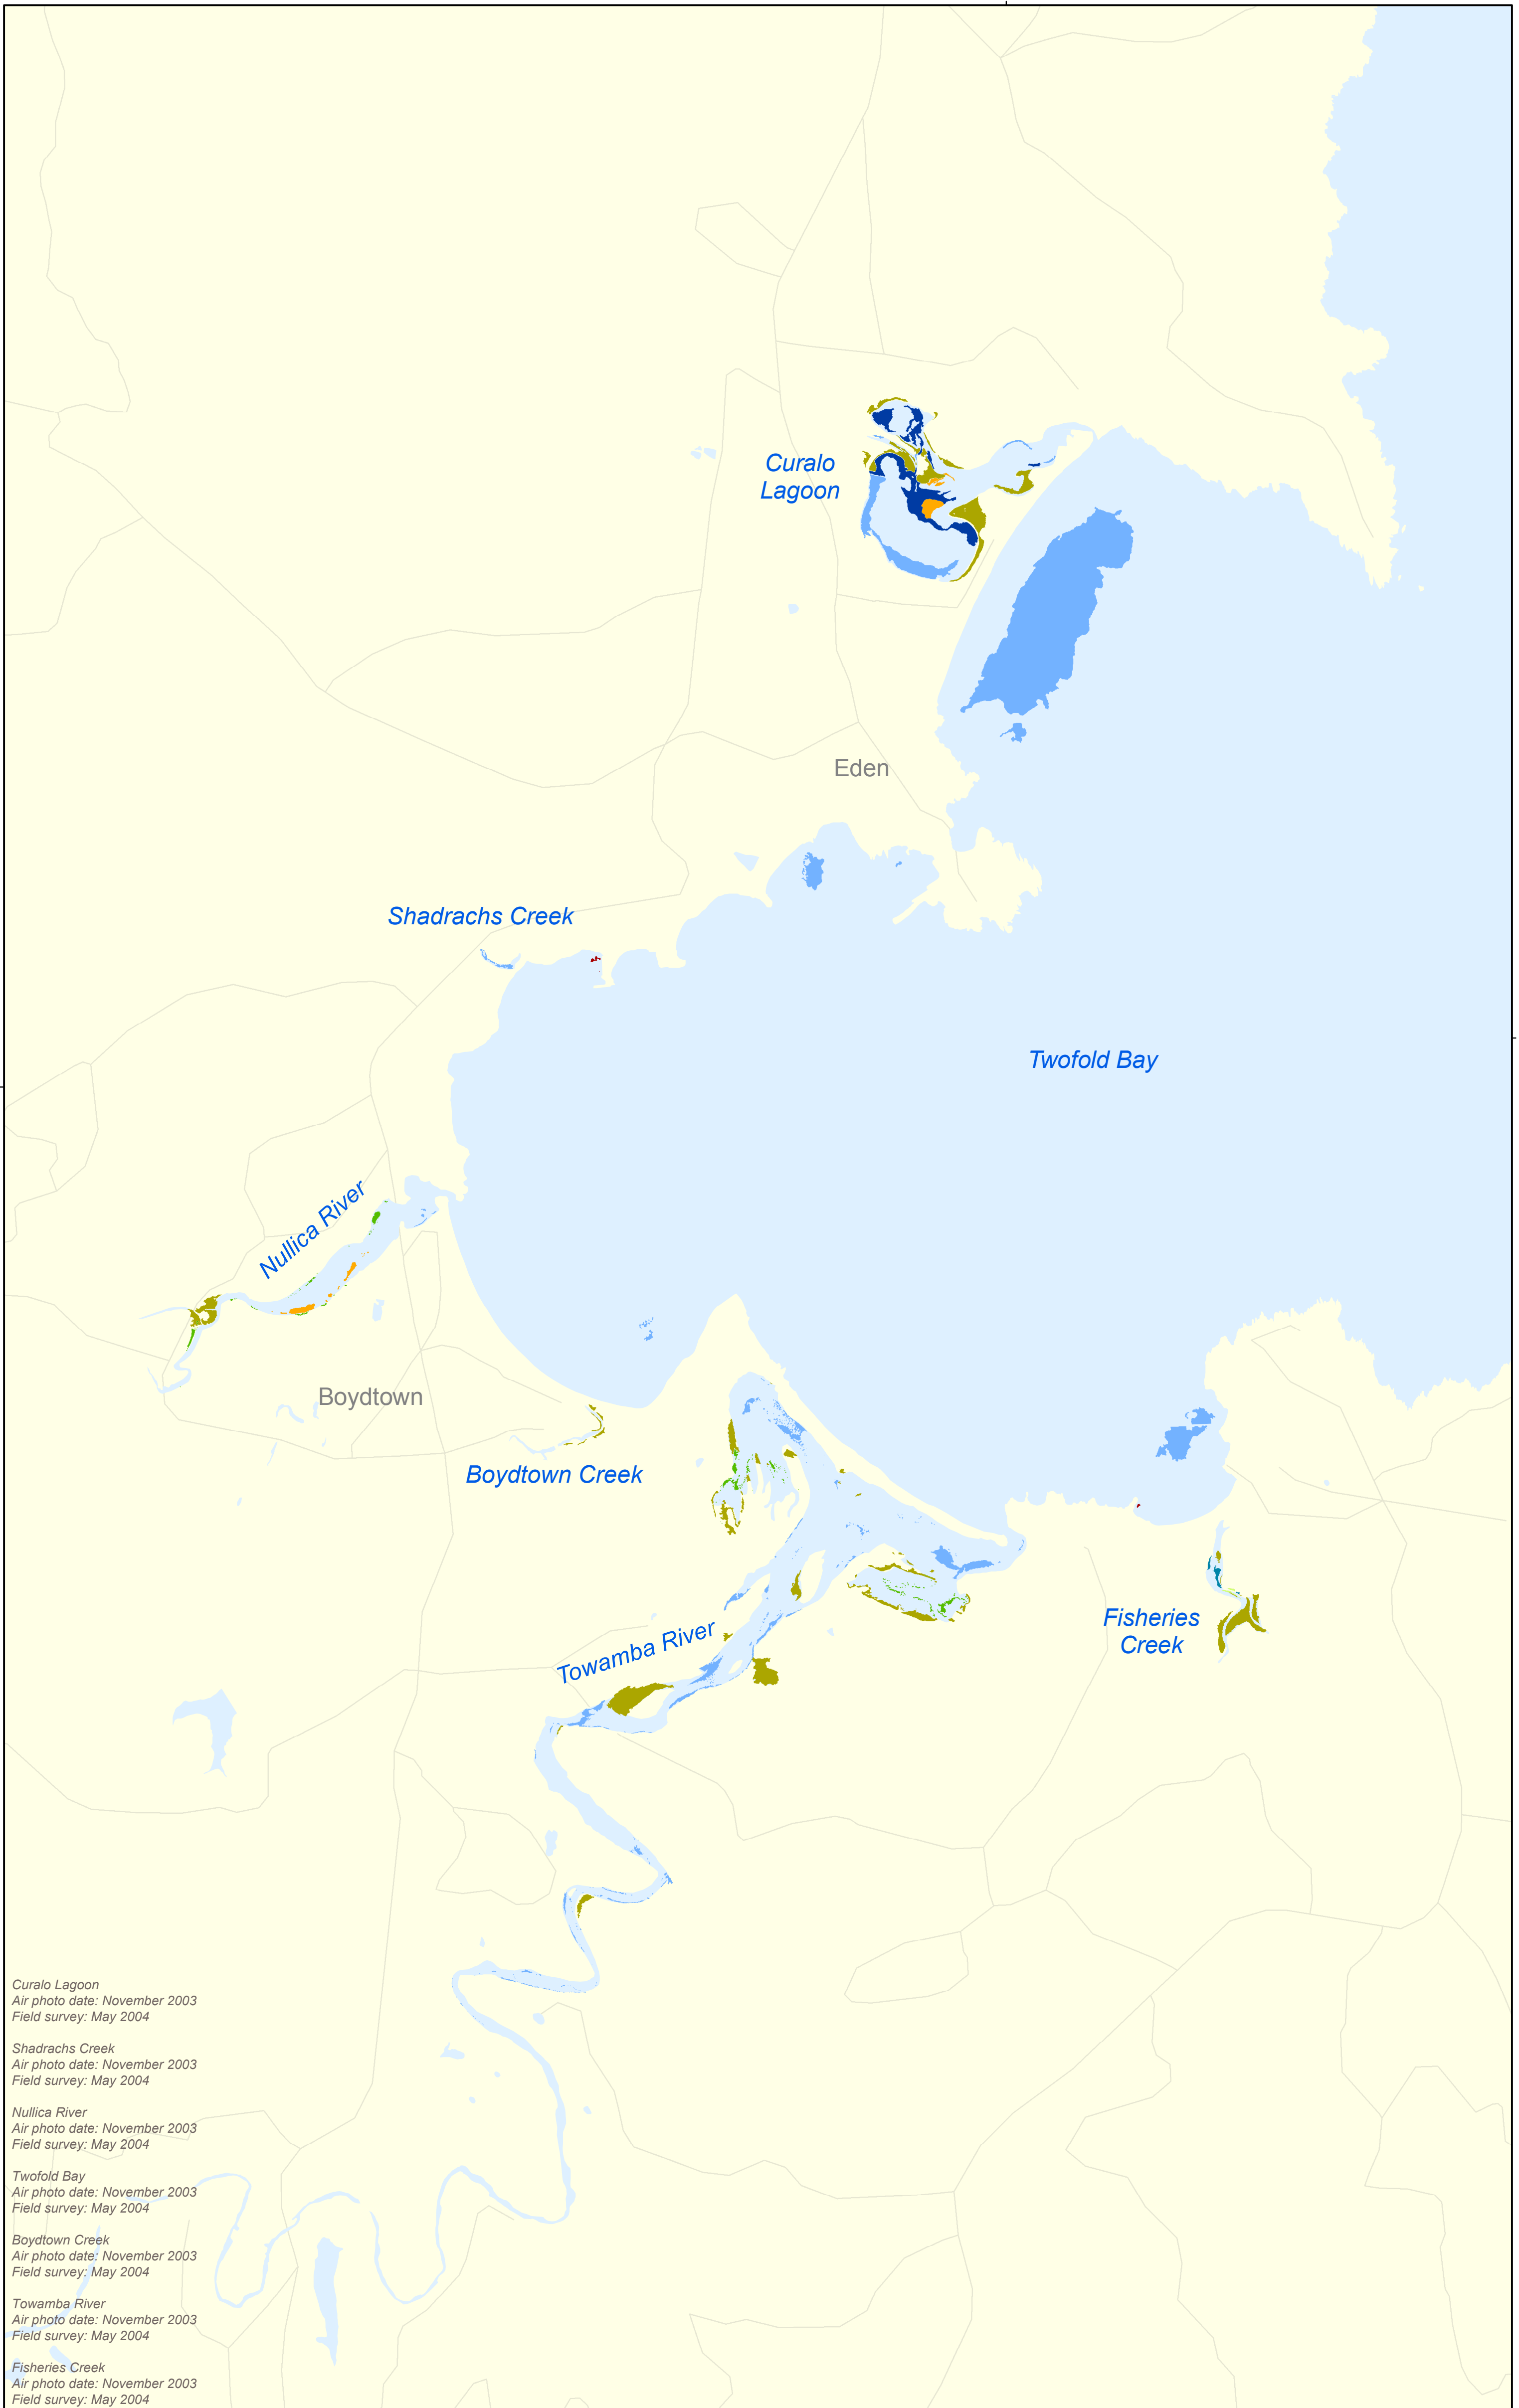 Curalo
Lagoon
Eden
Shadrachs Creek
Twofold Bay
Nullica River
Boydtown
Boydtown Creek
Towamba River
Fisheries
Creek
Curalo Lagoon
Air photo date: November 2003
Field survey: May 2004
Shadrachs Creek
Air photo date: November 2003
Field survey: May 2004
Nullica River
Air photo date: November 2003
Field survey: May 2004
Twofold Bay
Air photo date: November 2003
Field survey: May 2004
Boydtown Creek
Air photo date: November 2003
Field survey: May 2004
Towamba River
Air photo date: November 2003
Field survey: May 2004
Fisheries Creek
Air photo date: November 2003
Field survey: May 2004